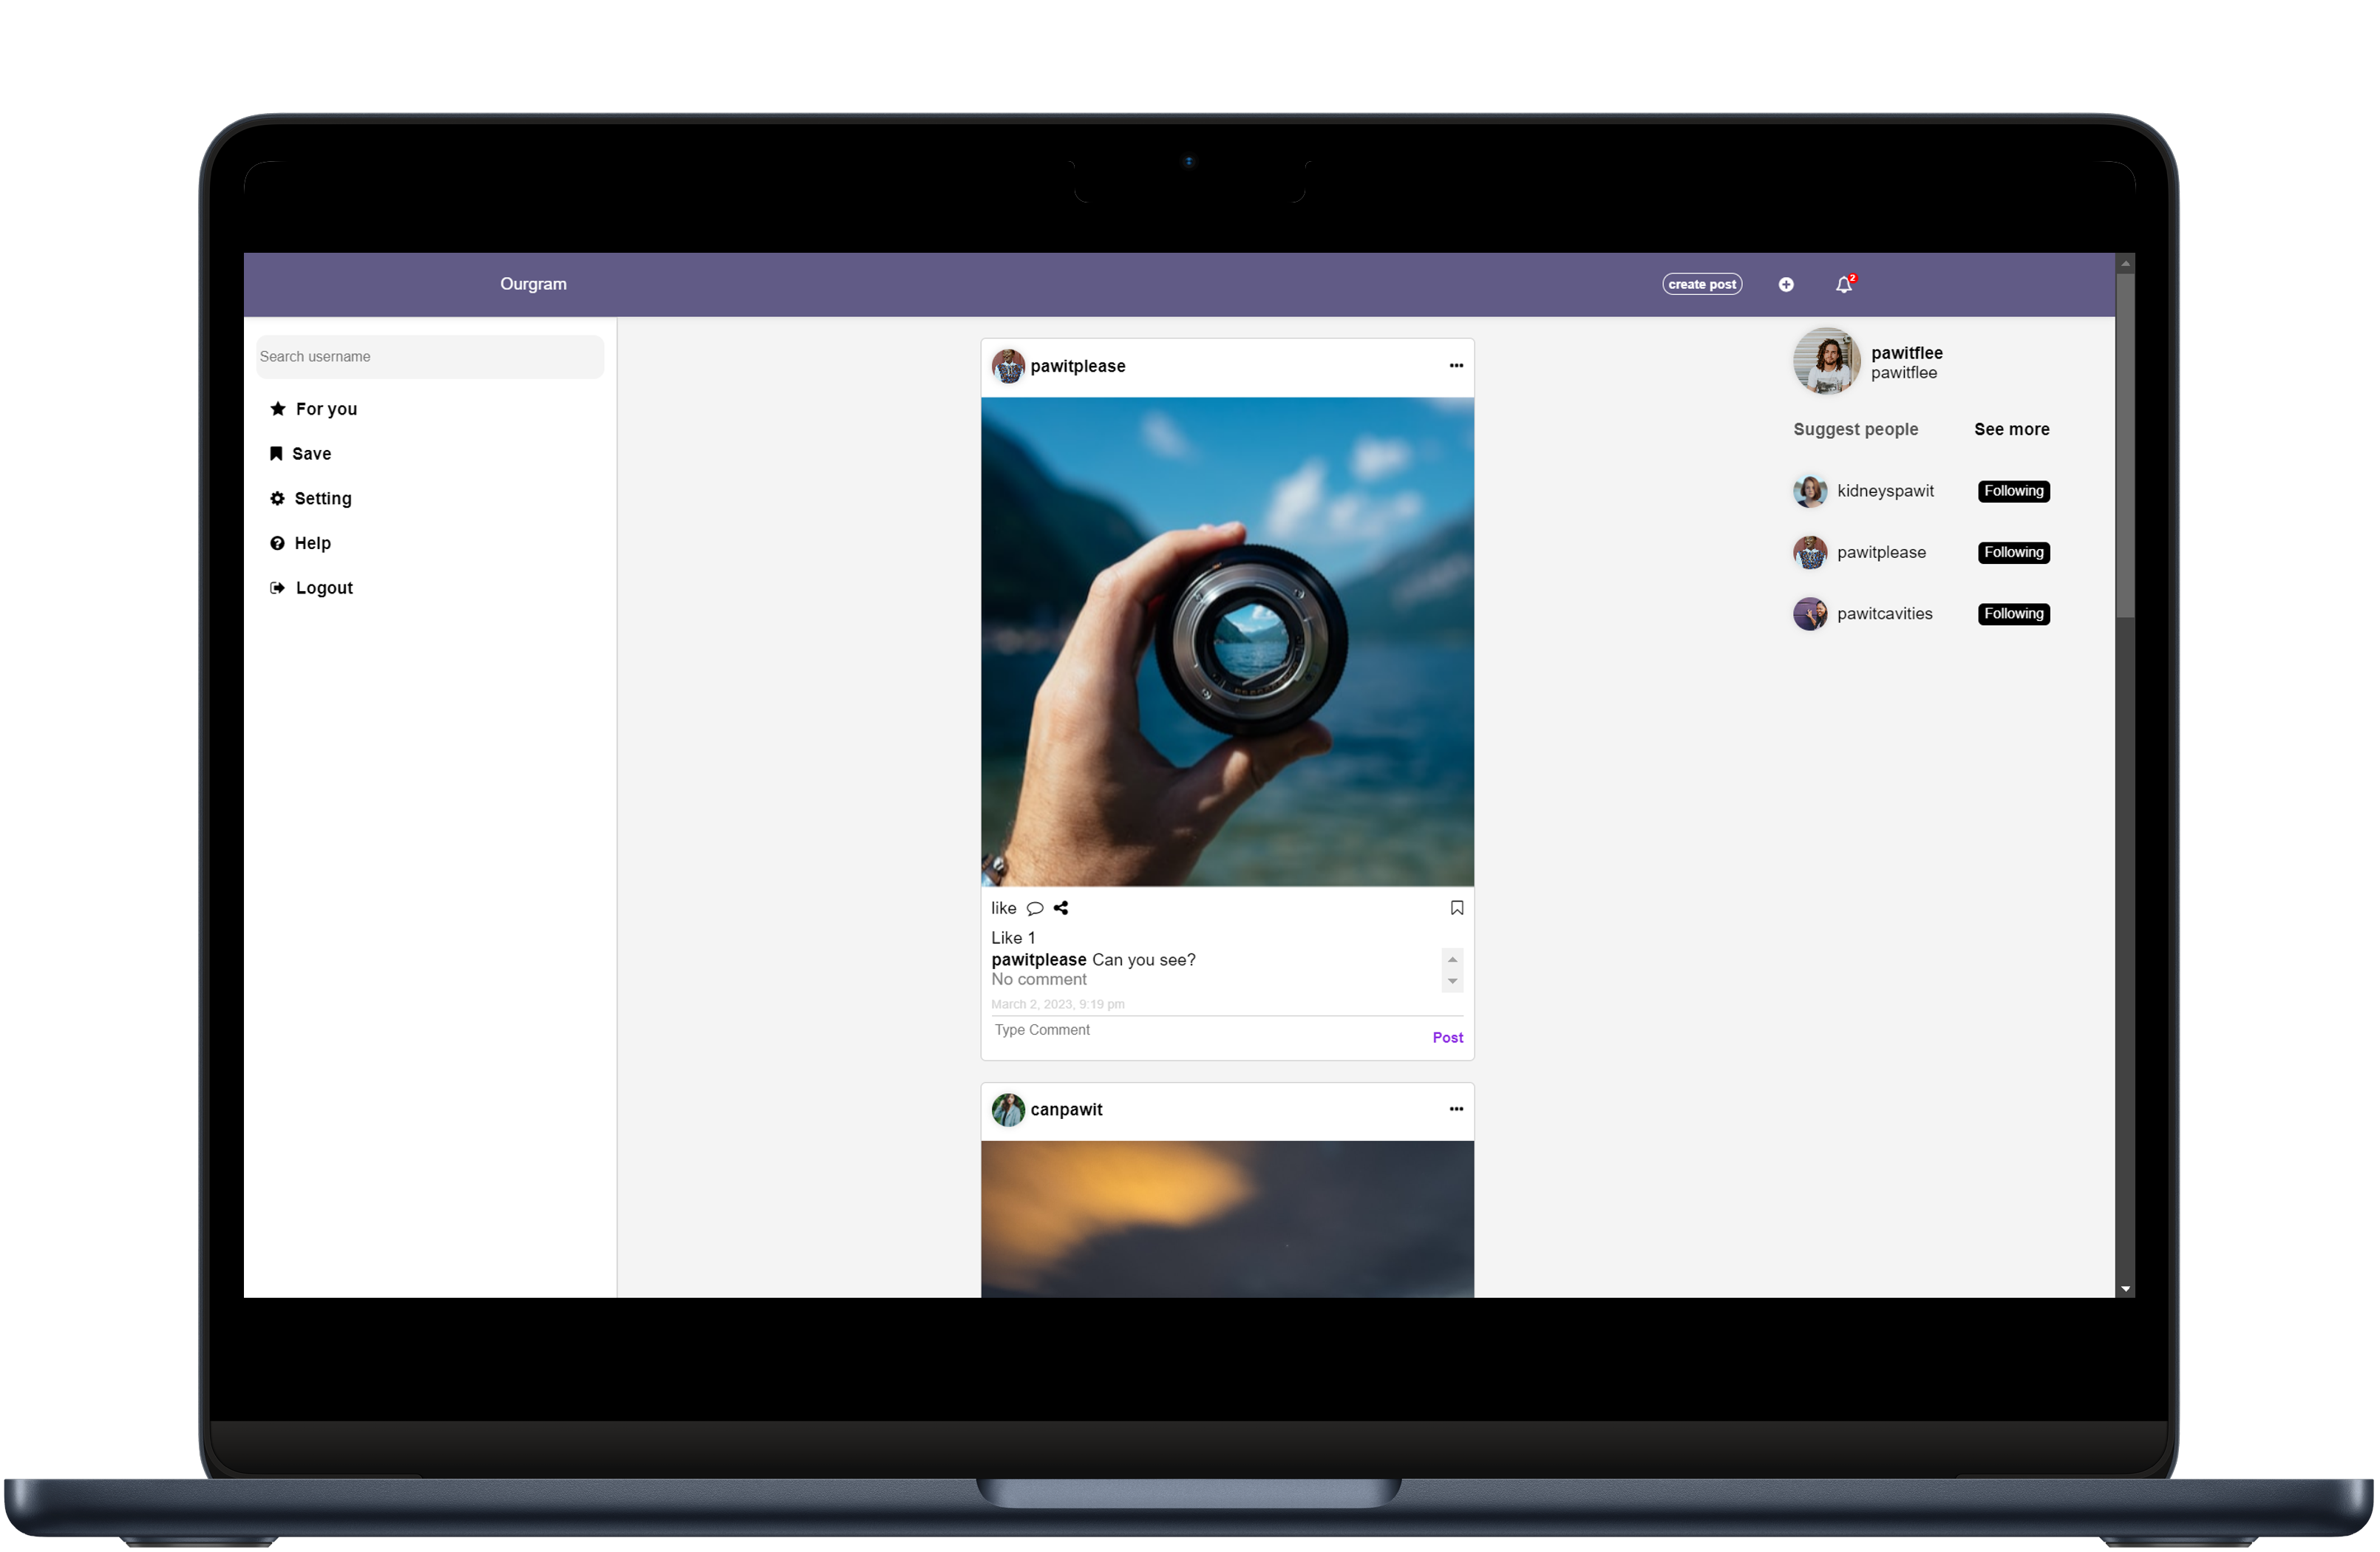 Ourgram
create post
2
Search username
For you
Save
Setting
Help
Logout
pawitplease
like
Like 1
pawitplease Can you see?
No comment
March 2, 2023, 9:19 pm
Type Comment
Post
canpawit
pawitflee
pawitflee
Suggest people See more
kidneyspawit Following
pawitplease Following
pawitcavities Following